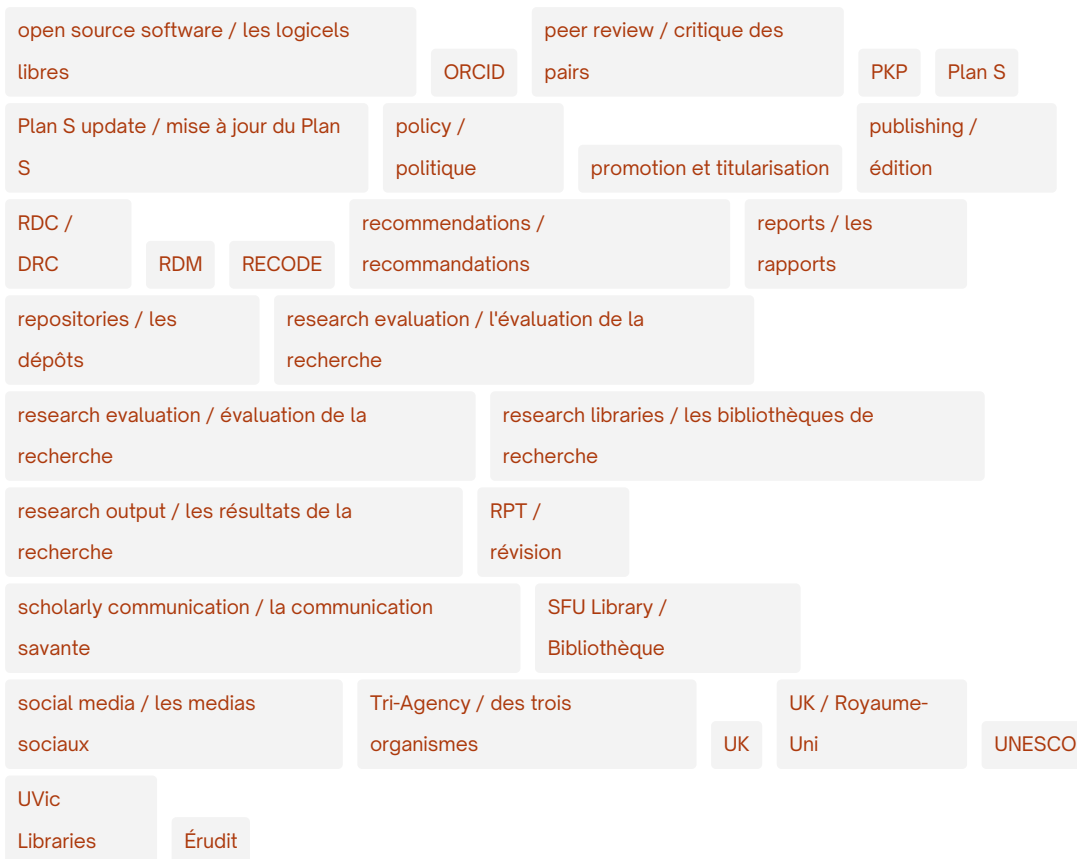 open source software / les logicels
libres
ORCID
peer review / critique des
pairs
PKP
Plan S
Plan S update / mise à jour du Plan
S
policy /
politique
promotion et titularisation
publishing /
édition
RDC /
DRC
RDM
RECODE
recommendations /
recommandations
reports / les
rapports
repositories / les
dépôts
research evaluation / l'évaluation de la
recherche
research evaluation / évaluation de la
recherche
research libraries / les bibliothèques de
recherche
research output / les résultats de la
recherche
RPT /
révision
scholarly communication / la communication
savante
SFU Library /
Bibliothèque
social media / les medias
sociaux
Tri-Agency / des trois
organismes
UK
UK / Royaume-
Uni
UNESCO
UVic
Libraries
Érudit